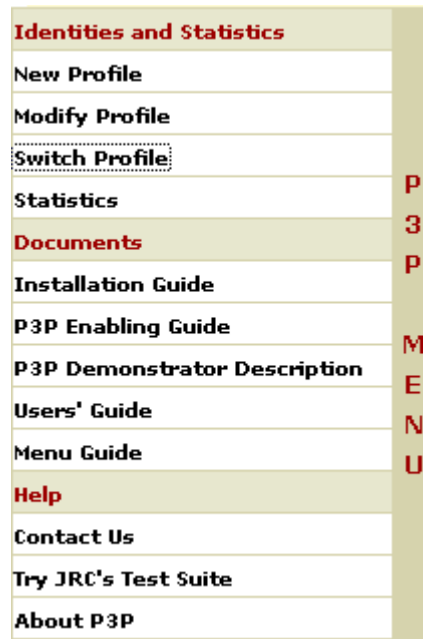 Identities and Statistics
New Profile
Modify Profile
Switch Profile
Statistics
Documents
Installation Guide
P3P Enabling Guide
P3P Demonstrator Description
Users' Guide
Menu Guide
Help
Contact Us
Try JRC's Test Suite
About P3P
P
3
P
M
E
N
U